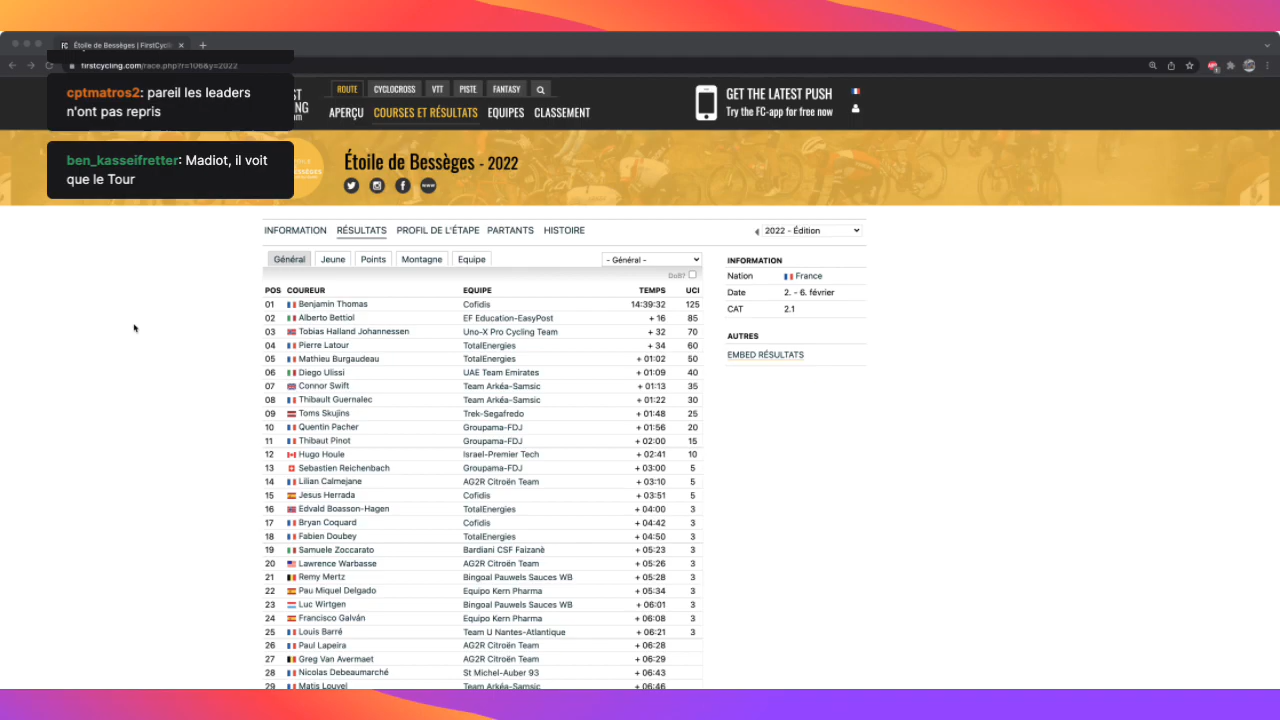 Étoile de Bessèges | FirstCycli
firstcycling.com/race.php?r=106&y=2022
cptmatros2: pareil les leaders
n'ont pas repris
ben_kasseifretter: Madiot, il voit
que le Tour
ROUTE CYCLOCROSS VTT PISTE FANTASY
APERÇU COURSES ET RÉSULTATS EQUIPES CLASSEMENT
GET THE LATEST PUSH
Try the FC-app for free now
Étoile de Bessèges - 2022
INFORMATION RÉSULTATS PROFIL DE L'ÉTAPE PARTANTS HISTOIRE
2022 - Édition
Général Jeune Points Montagne Equipe
- Général -
Do8?
POS COUREUR EQUIPE TEMPS UCI
01 Benjamin Thomas Cofidis 14:39:32 125
02 Alberto Bettiol EF Education-EasyPost + 16 85
03 Tobias Halland Johannessen Uno-X Pro Cycling Team + 32 70
04 Pierre Latour TotalEnergies + 34 60
05 Mathieu Burgaudeau TotalEnergies + 01:02 50
06 Diego Ulissi UAE Team Emirates + 01:09 40
07 Connor Swift Team Arkéa-Samsic + 01:13 35
08 Thibault Guernalec Team Arkéa-Samsic + 01:22 30
09 Toms Skujins Trek-Segafredo + 01:48 25
10 Quentin Pacher Groupama-FDJ + 01:56 20
11 Thibaut Pinot Groupama-FDJ + 02:00 15
12 Hugo Houle Israel-Premier Tech + 02:41 10
13 Sebastien Reichenbach Groupama-FDJ + 03:00 5
14 Lilian Calmejane AG2R Citroën Team + 03:10 5
15 Jesus Herrada Cofidis + 03:51 5
16 Edvald Boasson-Hagen TotalEnergies + 04:00 3
17 Bryan Coquard Cofidis + 04:42 3
18 Fabien Doubey TotalEnergies + 04:50 3
19 Samuele Zoccarato Bardiani CSF Faizanè + 05:23 3
20 Lawrence Warbasse AG2R Citroën Team + 05:26 3
21 Remy Mertz Bingoal Pauwels Sauces WB + 05:28 3
22 Pau Miquel Delgado Equipo Kern Pharma + 05:34 3
23 Luc Wirtgen Bingoal Pauwels Sauces WB + 06:01 3
24 Francisco Galván Equipo Kern Pharma + 06:08 3
25 Louis Barré Team U Nantes-Atlantique + 06:21 3
26 Paul Lapeira AG2R Citroën Team + 06:28
27 Greg Van Avermaet AG2R Citroën Team + 06:29
28 Nicolas Debeaumarché St Michel-Auber 93 + 06:43
29 Matis Louvel Team Arkéa-Samsic + 06:46
INFORMATION
Nation France
Date 2. - 6. février
CAT 2.1
AUTRES
EMBED RÉSULTATS